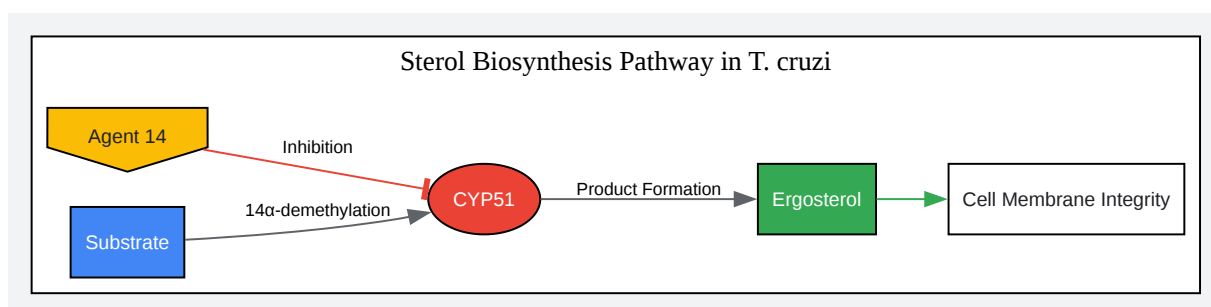 Sterol Biosynthesis Pathway in T. cruzi
Agent 14
Inhibition
Substrate
14α-demethylation
CYP51
Product Formation
Ergosterol
Cell Membrane Integrity